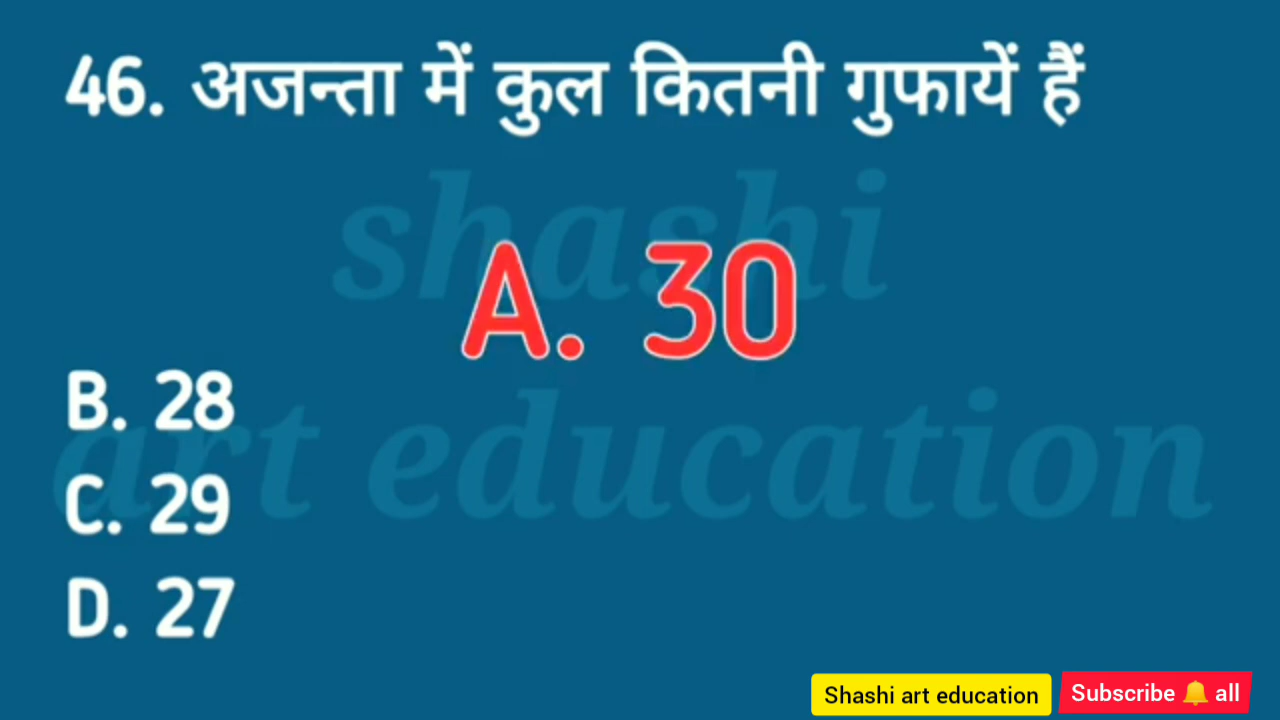 46. अजन्ता में कुल कितनी गुफायें हैं
shashi
A. 30
B. 28
art education
C. 29
D. 27
Shashi art education
Subscribe 🔔 all